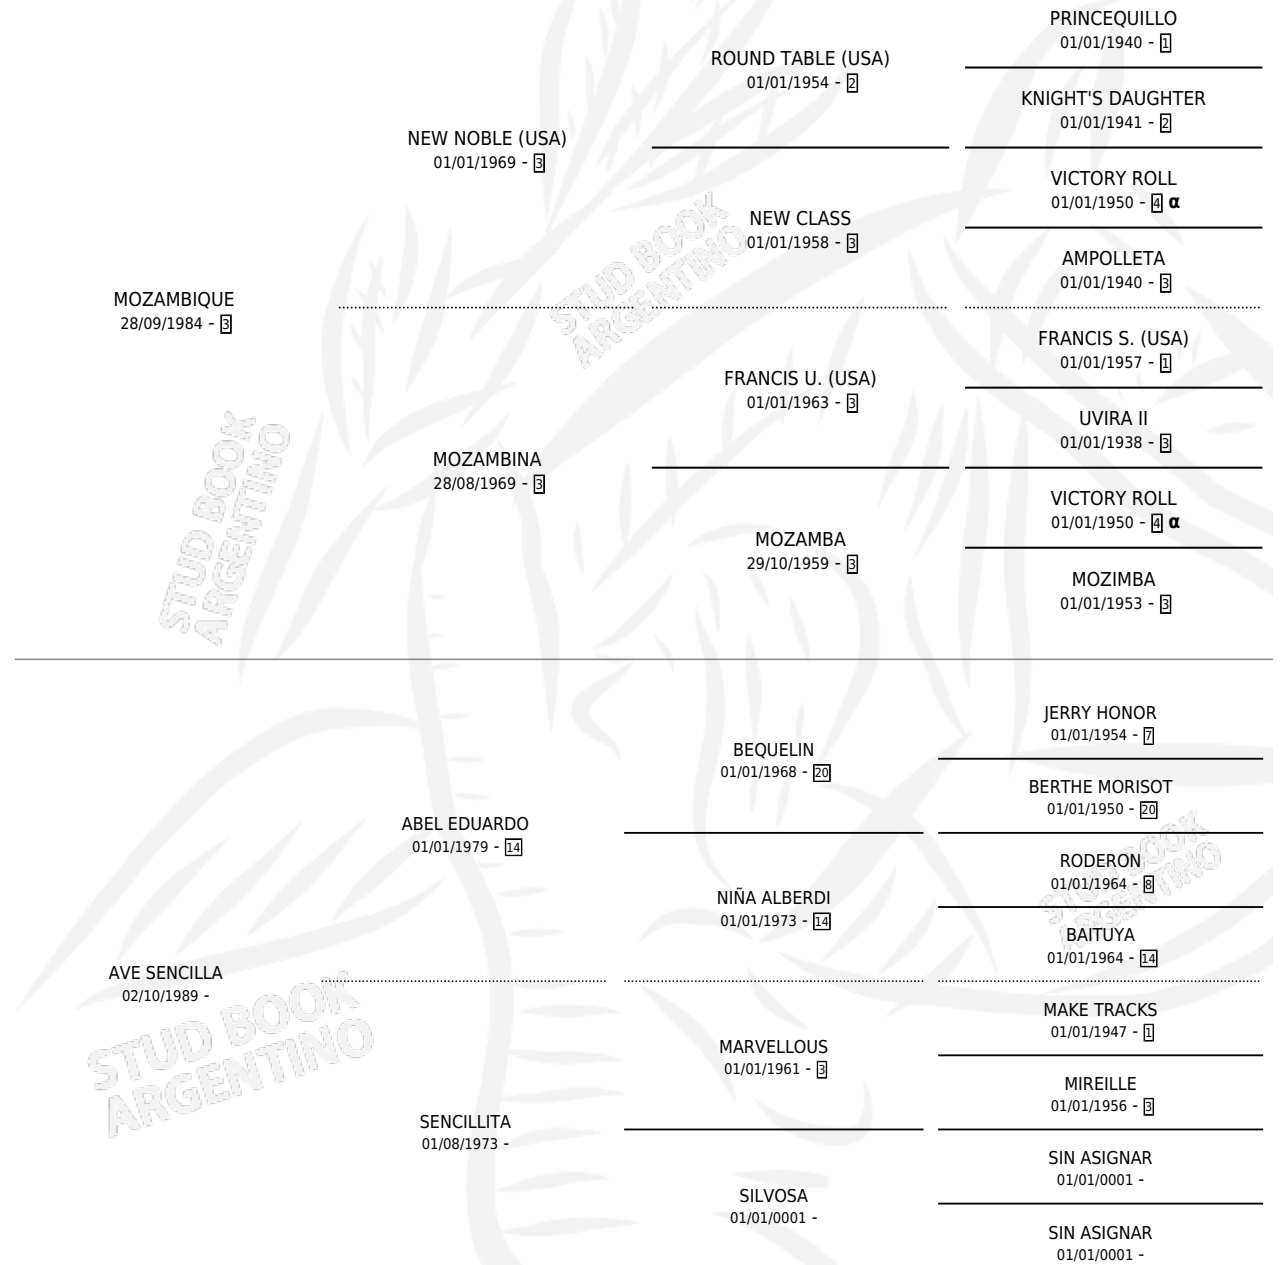 PRINCEQUILLO
01/01/1940 - 1
ROUND TABLE (USA)
01/01/1954 - 2
KNIGHT'S DAUGHTER
01/01/1941 - 2
NEW NOBLE (USA)
01/01/1969 - 3
VICTORY ROLL
01/01/1950 - 4 α
NEW CLASS
01/01/1958 - 3
AMPOLLETA
01/01/1940 - 3
MOZAMBIQUE
28/09/1984 - 3
FRANCIS S. (USA)
01/01/1957 - 1
FRANCIS U. (USA)
01/01/1963 - 3
UVIRA II
01/01/1938 - 3
MOZAMBINA
28/08/1969 - 3
VICTORY ROLL
01/01/1950 - 4 α
MOZAMBA
29/10/1959 - 3
MOZIMBA
01/01/1953 - 3
JERRY HONOR
01/01/1954 - 7
BEQUELIN
01/01/1968 - 20
BERTHE MORISOT
01/01/1950 - 20
ABEL EDUARDO
01/01/1979 - 14
RODERON
01/01/1964 - 8
NIÑA ALBERDI
01/01/1973 - 14
BAITUYA
01/01/1964 - 14
AVE SENCILLA
02/10/1989 -
MAKE TRACKS
01/01/1947 - 1
MARVELLOUS
01/01/1961 - 3
MIREILLE
01/01/1956 - 3
SENCILLITA
01/08/1973 -
SIN ASIGNAR
01/01/0001 -
SILVOSA
01/01/0001 -
SIN ASIGNAR
01/01/0001 -
STUD BOOK
ARGENTINO
STUD BOOK
ARGENTINO
STUD BOOK
ARGENTINO
STUD BOOK
ARGENTINO